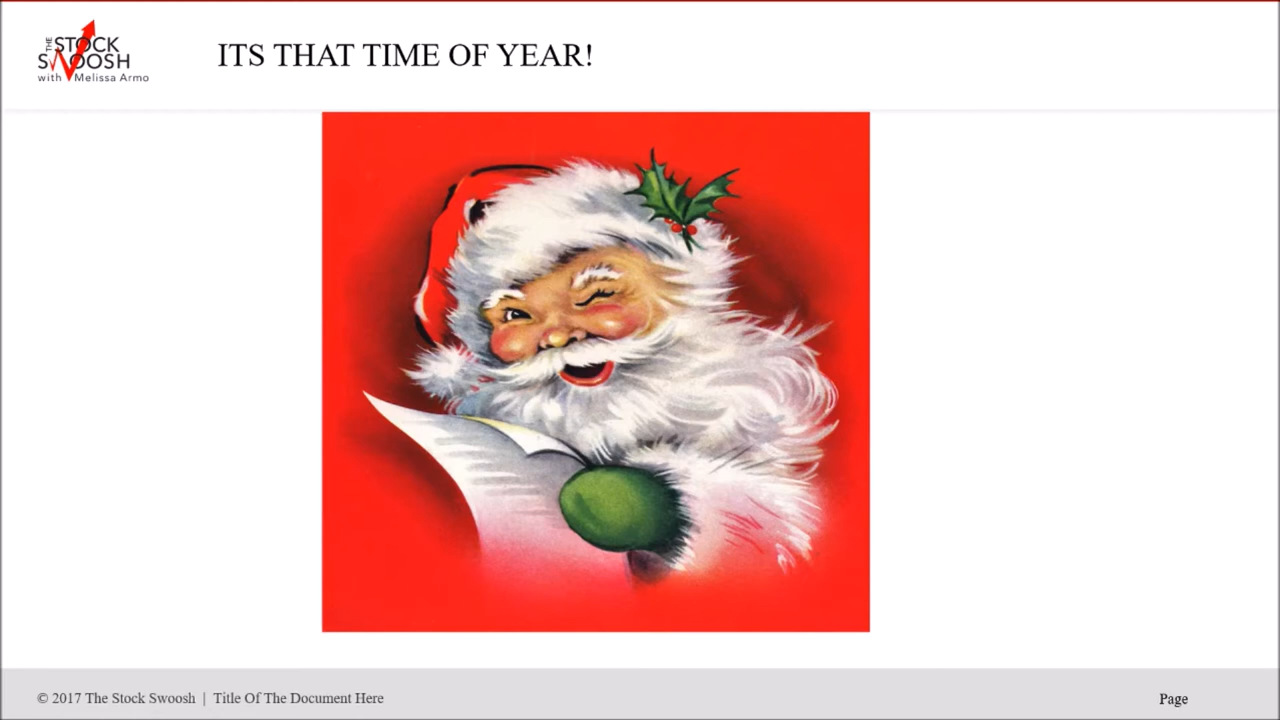 THE
STOCK
SWOOSH
with Melissa Armo
ITS THAT TIME OF YEAR!
© 2017 The Stock Swoosh | Title Of The Document Here
Page